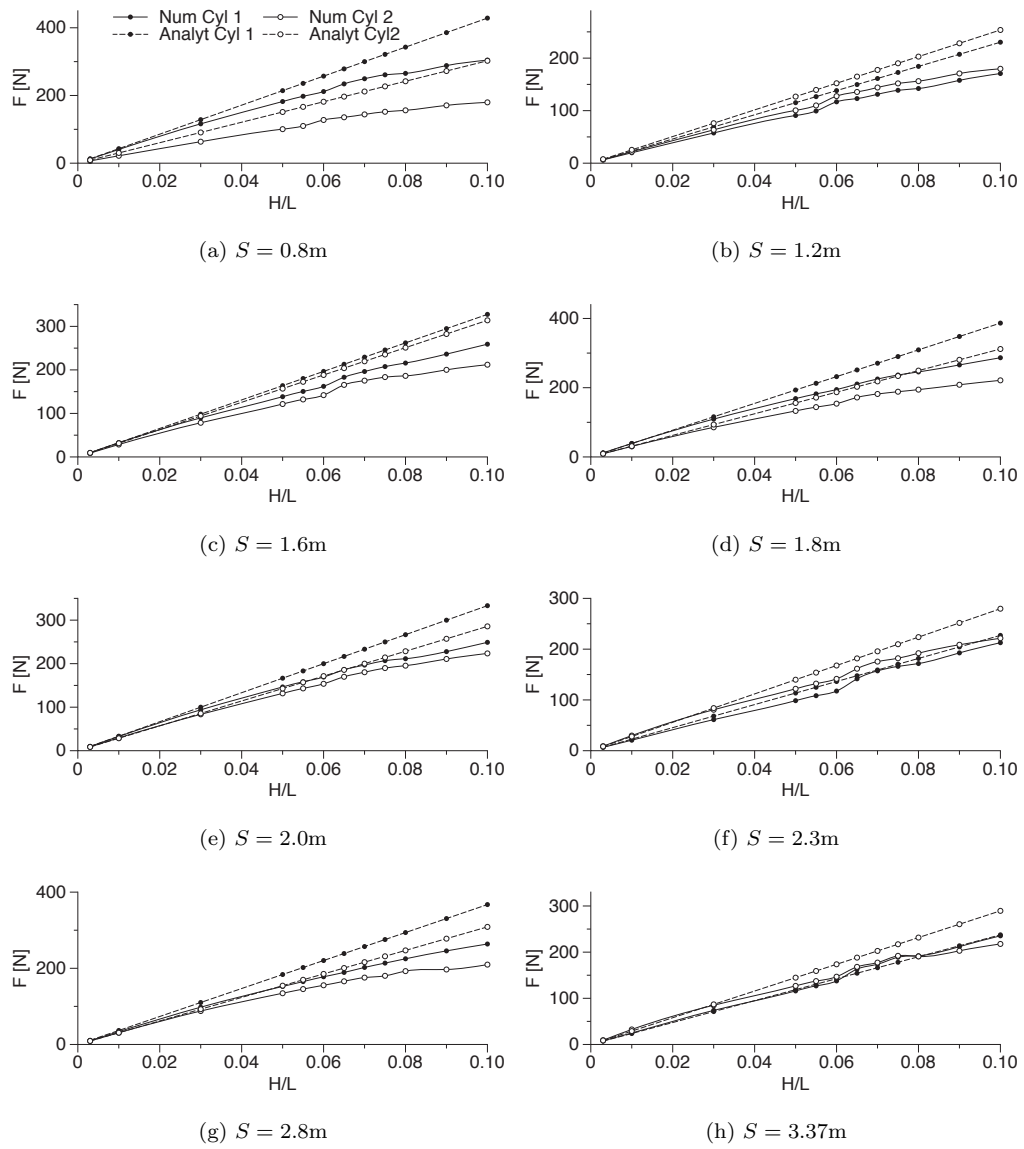 Num Cyl 1 Num Cyl 2
Analyt Cyl 1 Analyt Cyl2
F [N]
400
200
0
0 0.02 0.04 0.06 0.08 0.10
H/L
(a) S = 0.8m
F [N]
200
100
0
0 0.02 0.04 0.06 0.08 0.10
H/L
(b) S = 1.2m
F [N]
300
200
100
0
0 0.02 0.04 0.06 0.08 0.10
H/L
(c) S = 1.6m
F [N]
400
200
0
0 0.02 0.04 0.06 0.08 0.10
H/L
(d) S = 1.8m
F [N]
300
200
100
0
0 0.02 0.04 0.06 0.08 0.10
H/L
(e) S = 2.0m
F [N]
300
200
100
0
0 0.02 0.04 0.06 0.08 0.10
H/L
(f) S = 2.3m
F [N]
400
200
0
0 0.02 0.04 0.06 0.08 0.10
H/L
(g) S = 2.8m
F [N]
300
200
100
0
0 0.02 0.04 0.06 0.08 0.10
H/L
(h) S = 3.37m